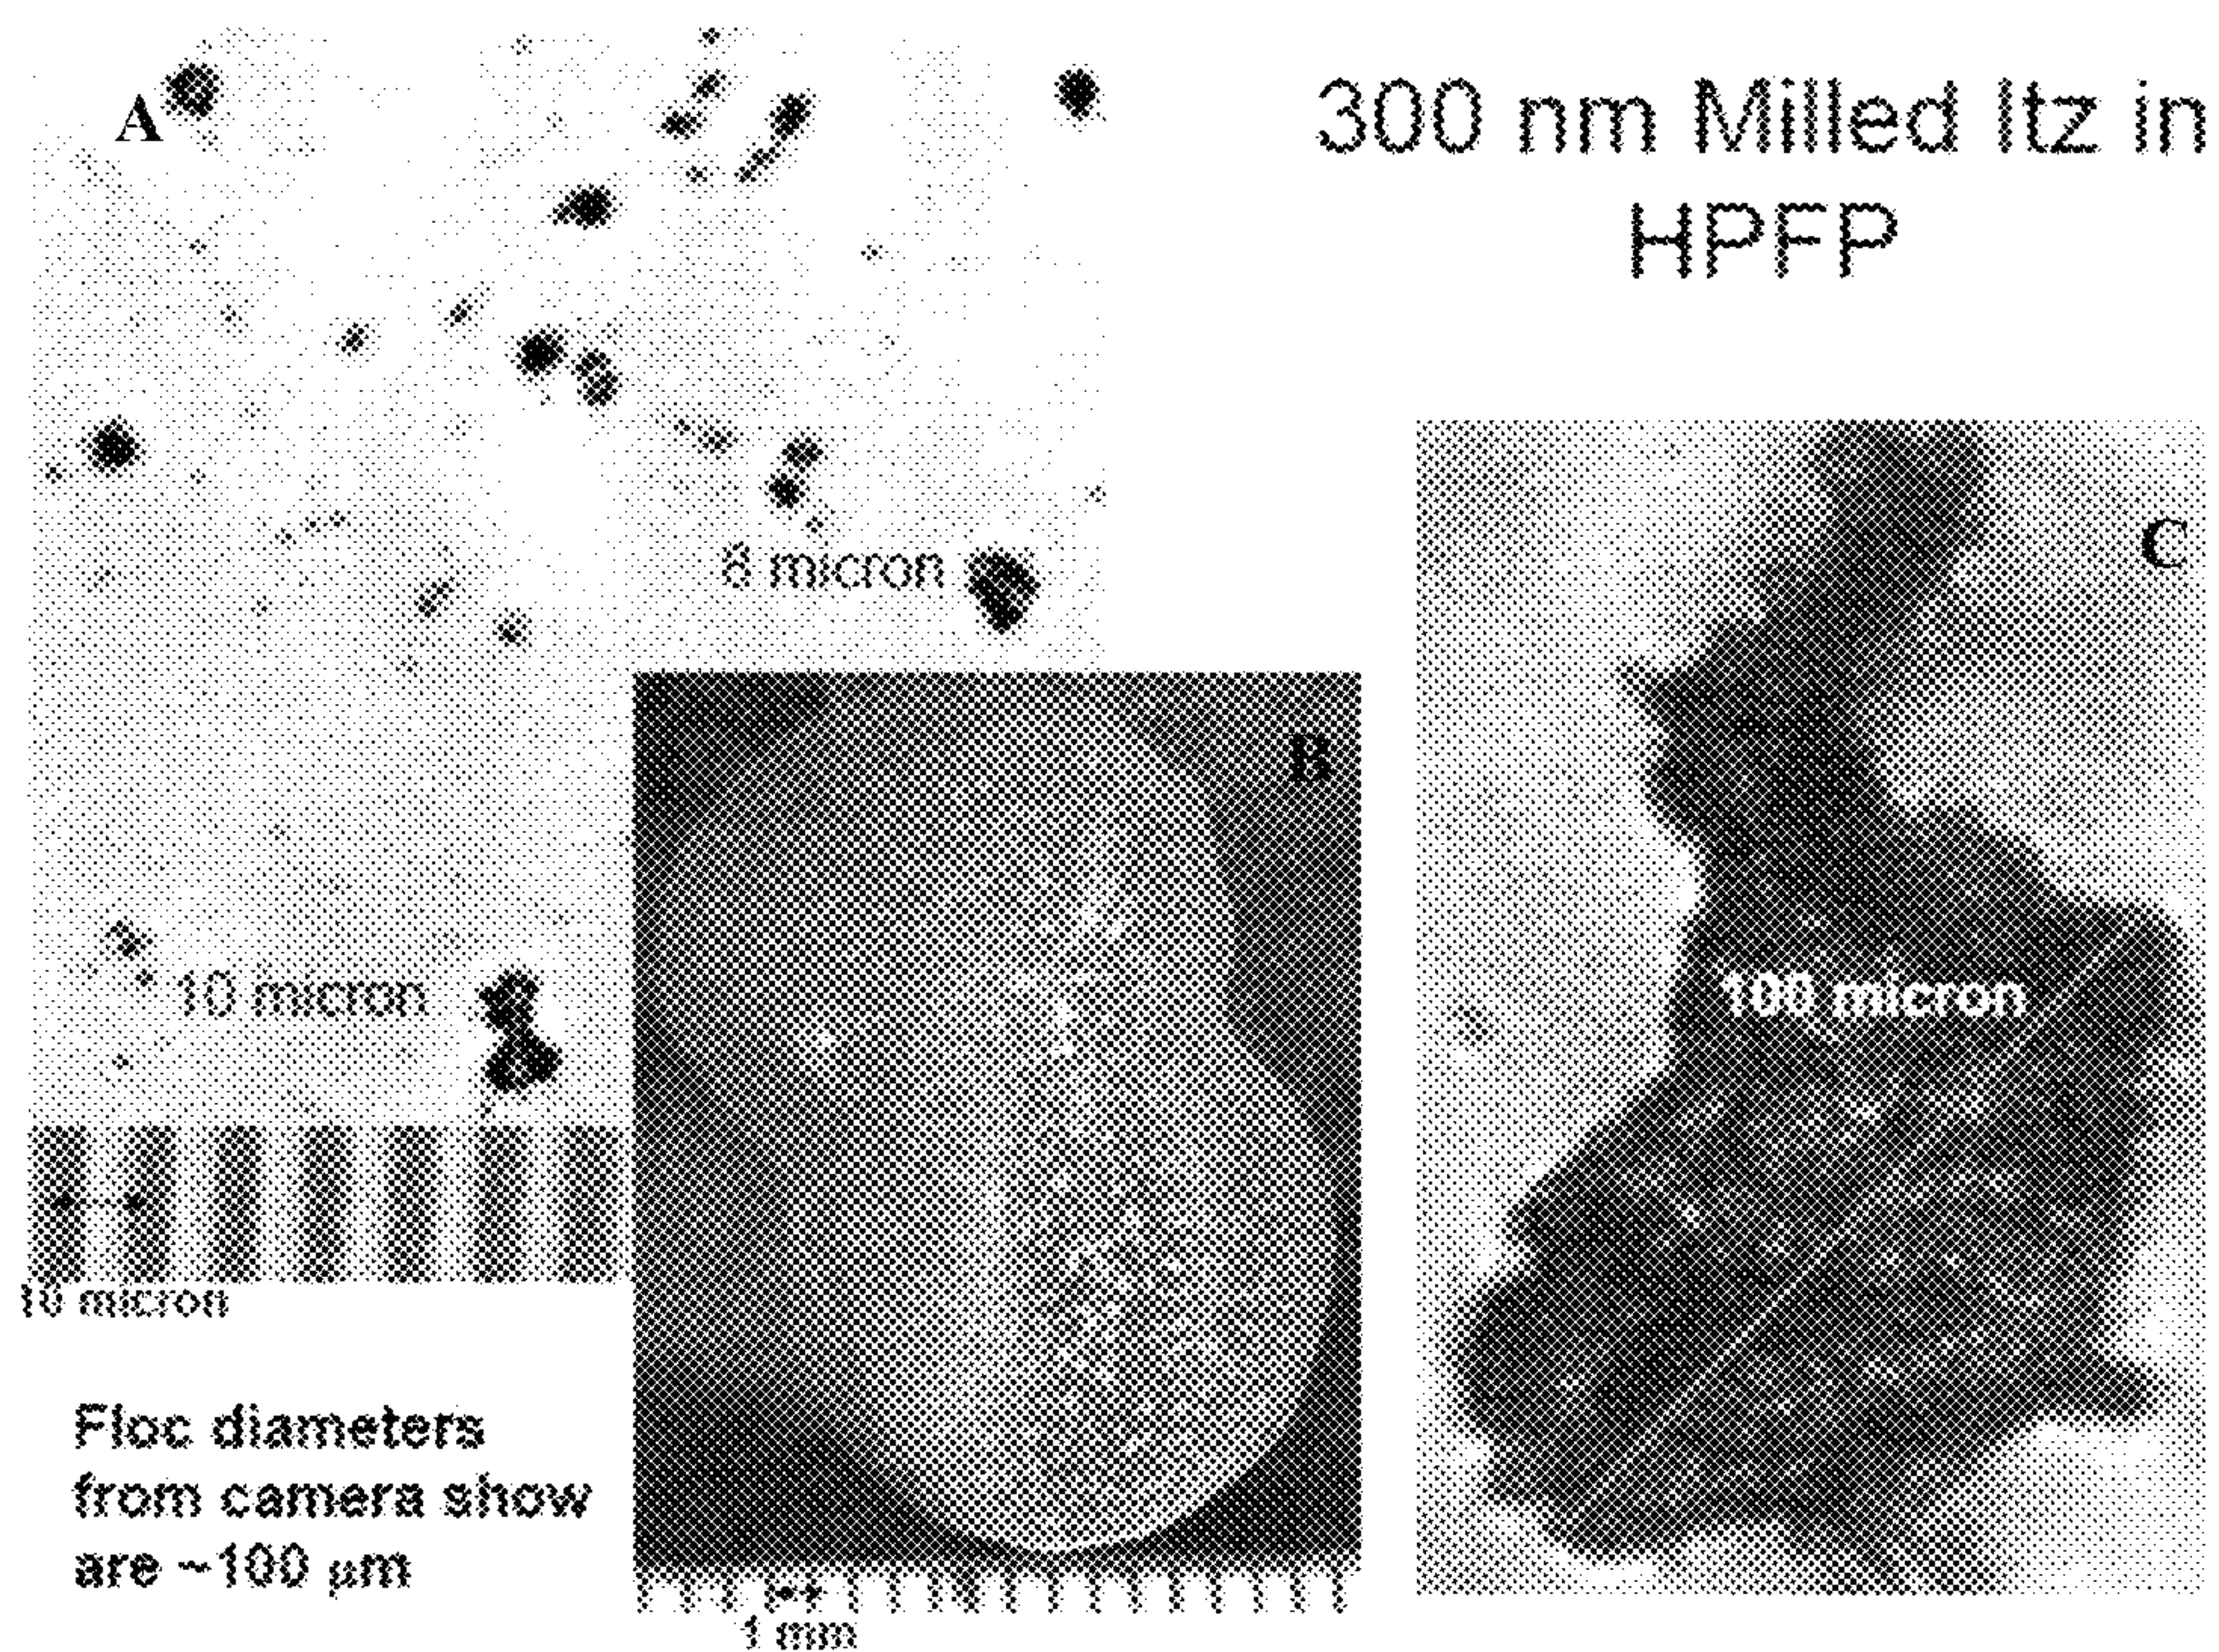 A
300 nm Milled Itz in
HPFP
C
8 micron
B
10 micron
100 micron
10 micron
Floc diameters
from camera show
are ~100 µm
1 mm